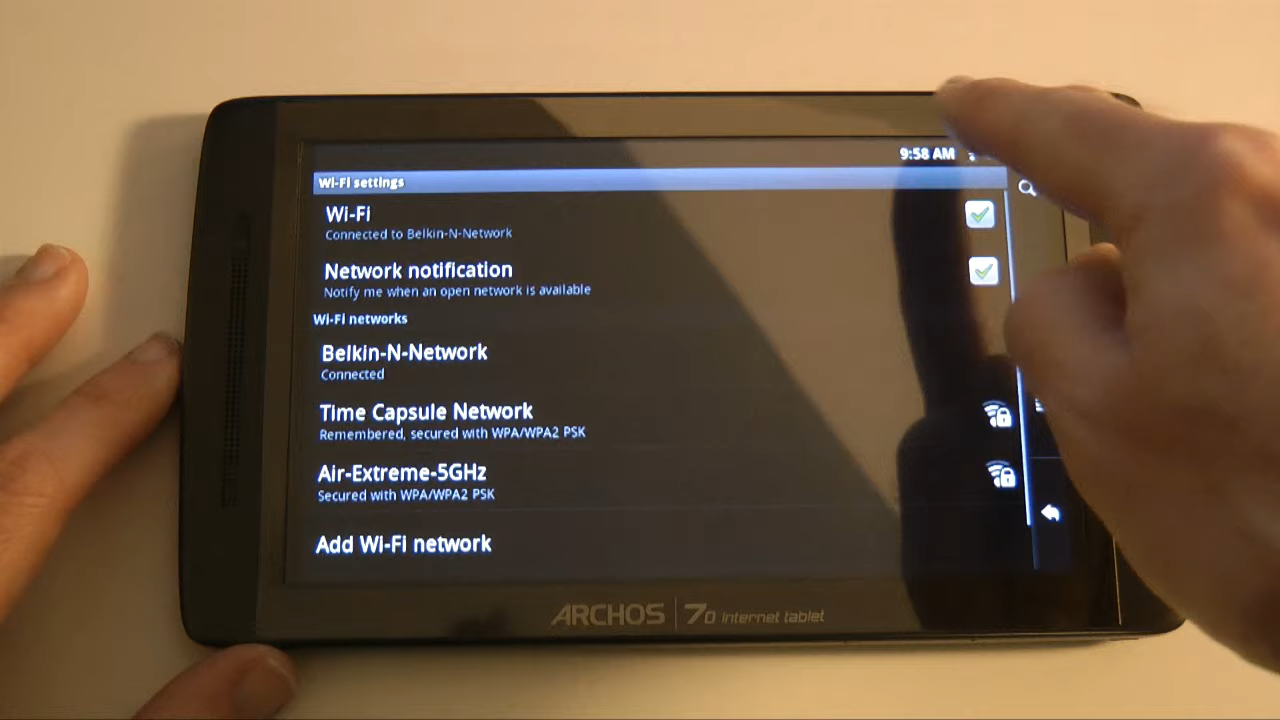 9:58 AM
Wi-Fi settings
Wi-Fi
Connected to Belkin-N-Network
Network notification
Notify me when an open network is available
Wi-Fi networks
Belkin-N-Network
Connected
Time Capsule Network
Remembered, secured with WPA/WPA2 PSK
Air-Extreme-5GHz
Secured with WPA/WPA2 PSK
Add Wi-Fi network
ARCHOS 70 internet tablet